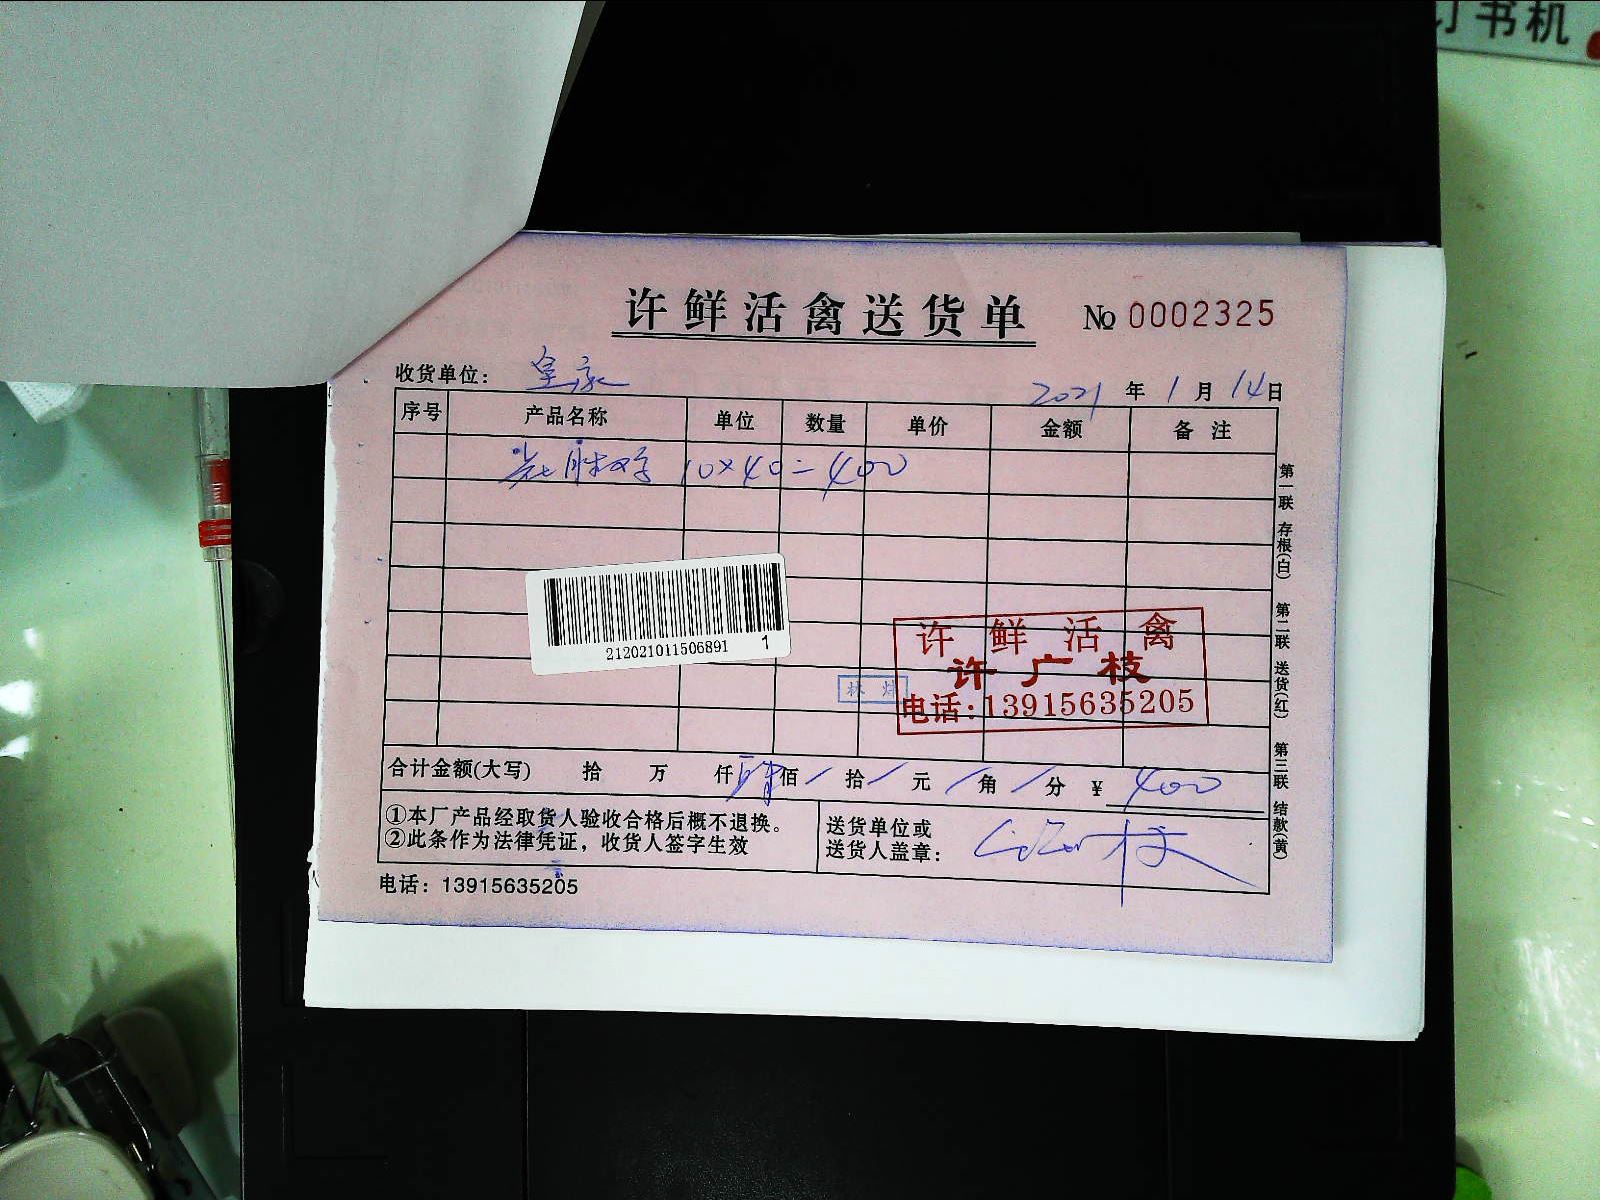 订书机
许鲜活禽送货单 № 0002325
收货单位： 皇家 2021 年 1 月 14 日
序号 产品名称 单位 数量 单价 金额 备注
10×40=400
212021011506891 1
许鲜活禽
许广枝
电话:13915635205
合计金额(大写) 拾 万 仟 肆 佰 / 拾 / 元 / 角 / 分 ¥ 400
①本厂产品经取货人验收合格后概不退换。
②此条作为法律凭证，收货人签字生效
送货单位或
送货人盖章：
电话：13915635205
第一联 存根(白) 第二联 送货(红) 第三联 结款(黄)